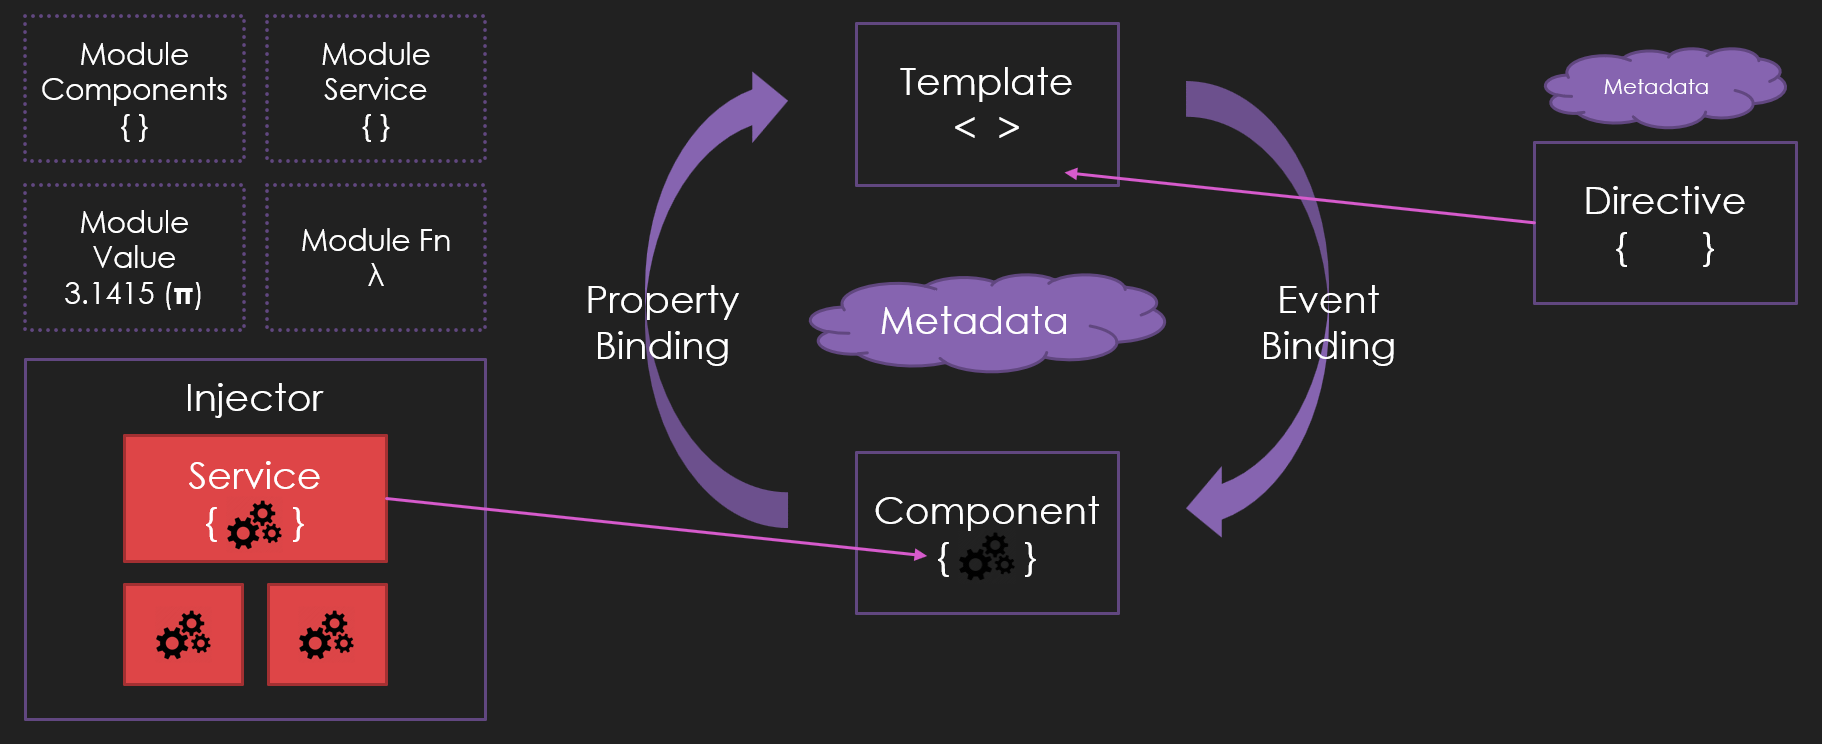 Module
Components
{ }
Module
Service
{ }
Module
Value
3.1415 (π)
Module Fn
λ
Injector
Service
{ }
Property
Binding
Template
< >
Metadata
Component
{ }
Event
Binding
Metadata
Directive
{ }